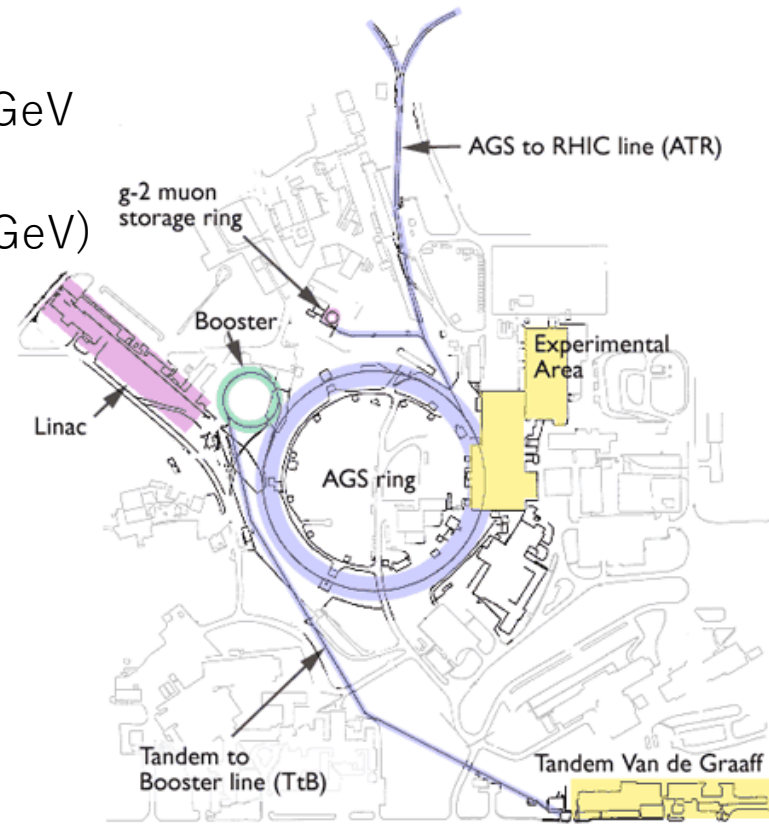 GeV
GeV)
AGS to RHIC line (ATR)
g-2 muon
storage ring
Booster
Experimental
Area
Linac
AGS ring
Tandem to
Booster line (TtB)
Tandem Van de Graaff